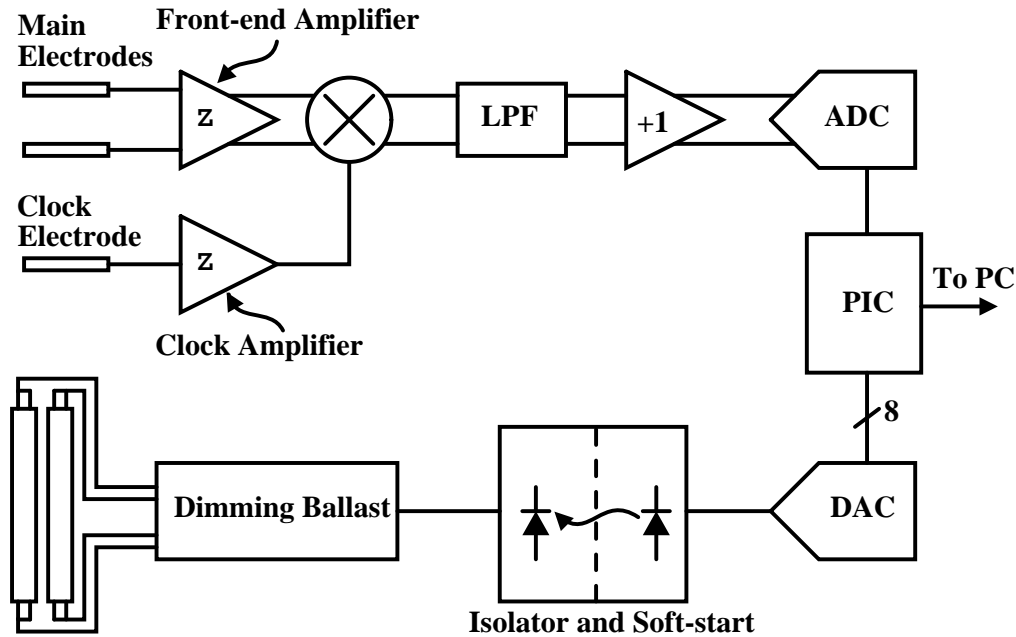 Main
Electrodes
Front-end Amplifier
Z
LPF
+1
ADC
Clock
Electrode
Z
Clock Amplifier
PIC
To PC
8
Dimming Ballast
DAC
Isolator and Soft-start